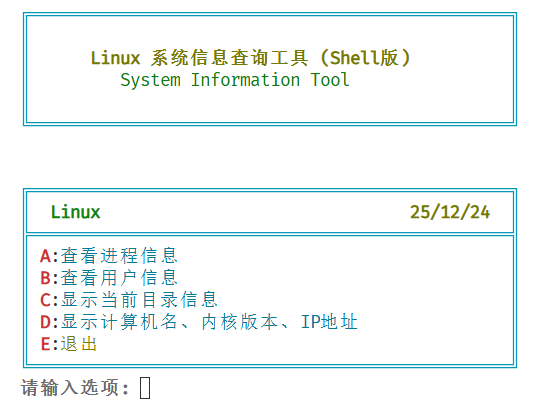 Linux 系统信息查询工具 (Shell版)
System Information Tool
Linux 25/12/24
A:查看进程信息
B:查看用户信息
C:显示当前目录信息
D:显示计算机名、内核版本、IP地址
E:退出
请输入选项: